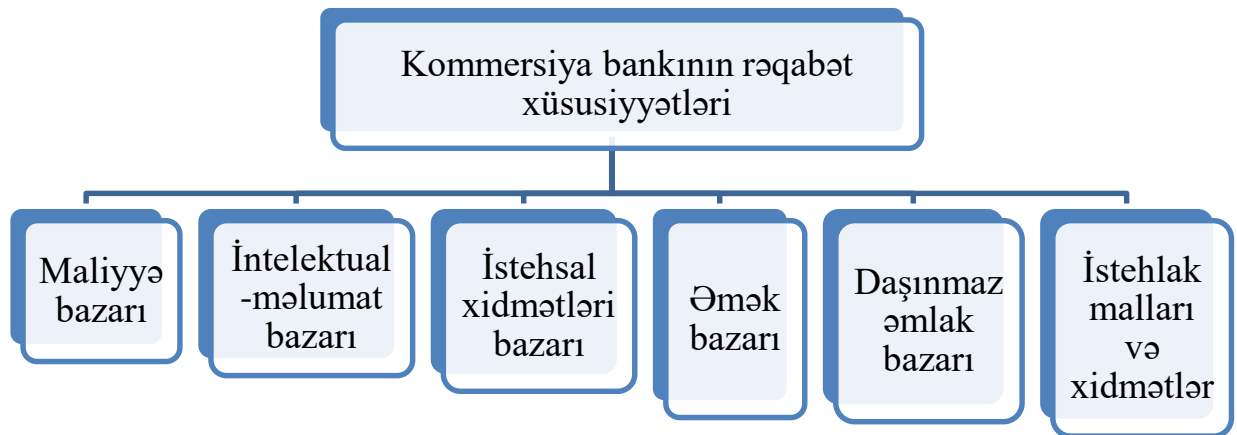 Kommersiya bankının rəqabət
xüsusiyyətləri
Maliyyə
bazarı
İntelektual
-məlumat
bazarı
İstehsal
xidmətləri
bazarı
Əmək
bazarı
Daşınmaz
əmlak
bazarı
İstehlak
malları
və
xidmətlər